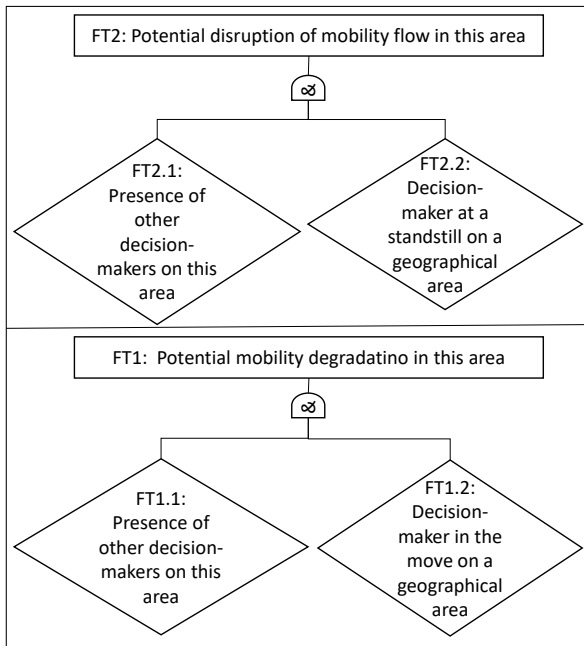 FT2: Potential disruption of mobility flow in this area
&
FT2.1:
Presence of
other
decision-
makers on this
area
FT2.2:
Decision-
maker at a
standstill on a
geographical
area
FT1:  Potential mobility degradatino in this area
&
FT1.1:
Presence of
other decision-
makers on this
area
FT1.2:
Decision-
maker in the
move on a
geographical
area